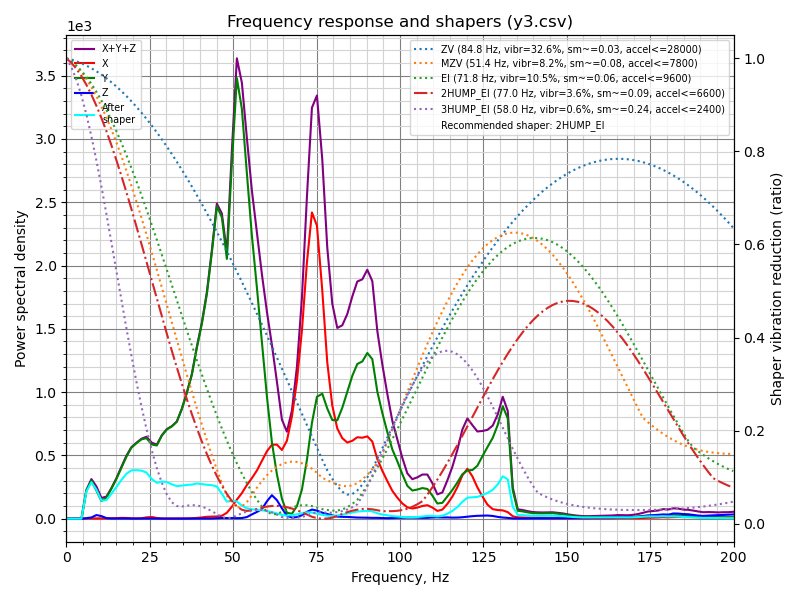 Frequency response and shapers (y3.csv)
1e3
X+Y+Z
X
Y
Z
After
shaper
ZV (84.8 Hz, vibr=32.6%, sm~=0.03, accel<=28000)
MZV (51.4 Hz, vibr=8.2%, sm~=0.08, accel<=7800)
EI (71.8 Hz, vibr=10.5%, sm~=0.06, accel<=9600)
2HUMP_EI (77.0 Hz, vibr=3.6%, sm~=0.09, accel<=6600)
3HUMP_EI (58.0 Hz, vibr=0.6%, sm~=0.24, accel<=2400)
Recommended shaper: 2HUMP_EI
Power spectral density
3.5
3.0
2.5
2.0
1.5
1.0
0.5
0.0
0 25 50 75 100 125 150 175 200
Frequency, Hz
1.0
0.8
0.6
0.4
0.2
0.0
Shaper vibration reduction (ratio)